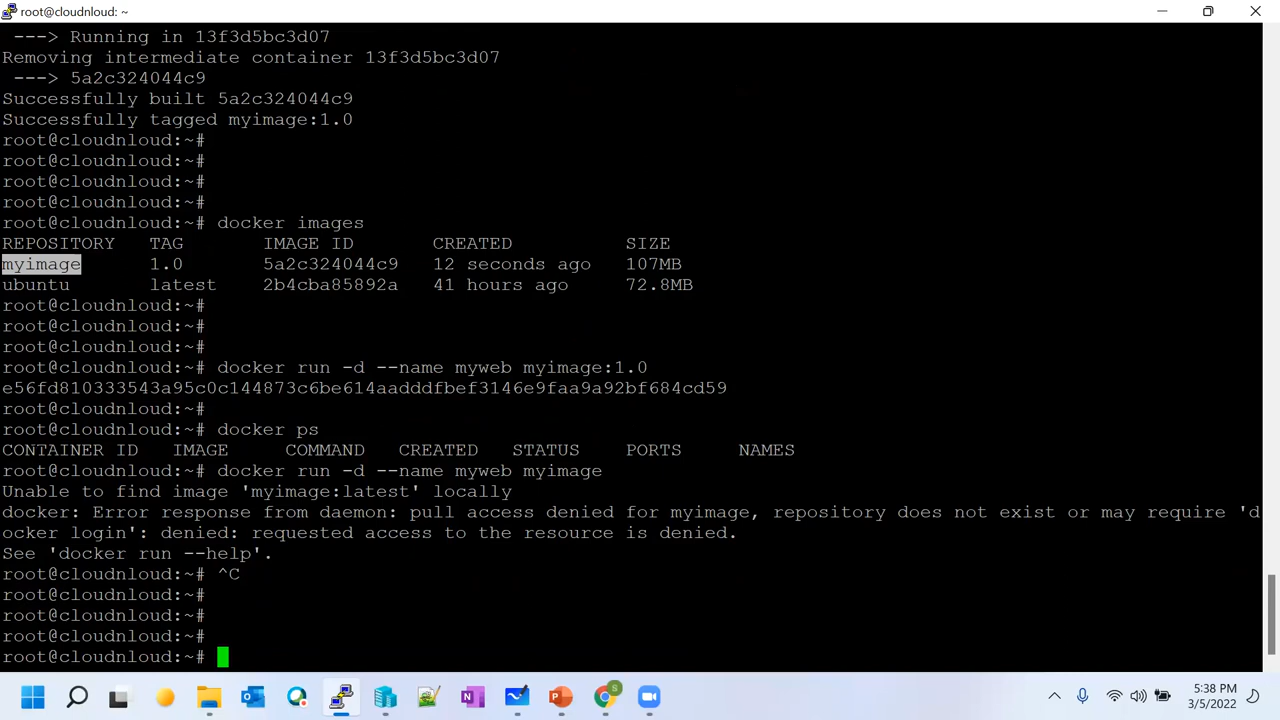 root@cloudnloud: ~
---> Running in 13f3d5bc3d07
Removing intermediate container 13f3d5bc3d07
---> 5a2c324044c9
Successfully built 5a2c324044c9
Successfully tagged myimage:1.0
root@cloudnloud:~#
root@cloudnloud:~#
root@cloudnloud:~#
root@cloudnloud:~#
root@cloudnloud:~# docker images
REPOSITORY TAG IMAGE ID CREATED SIZE
myimage 1.0 5a2c324044c9 12 seconds ago 107MB
ubuntu latest 2b4cba85892a 41 hours ago 72.8MB
root@cloudnloud:~#
root@cloudnloud:~#
root@cloudnloud:~#
root@cloudnloud:~# docker run -d --name myweb myimage:1.0
e56fd810333543a95c0c144873c6be614aadddfbef3146e9faa9a92bf684cd59
root@cloudnloud:~#
root@cloudnloud:~# docker ps
CONTAINER ID IMAGE COMMAND CREATED STATUS PORTS NAMES
root@cloudnloud:~# docker run -d --name myweb myimage
Unable to find image 'myimage:latest' locally
docker: Error response from daemon: pull access denied for myimage, repository does not exist or may require 'd
ocker login': denied: requested access to the resource is denied.
See 'docker run --help'.
root@cloudnloud:~# ^C
root@cloudnloud:~#
root@cloudnloud:~#
root@cloudnloud:~#
root@cloudnloud:~#
5:38 PM
3/5/2022